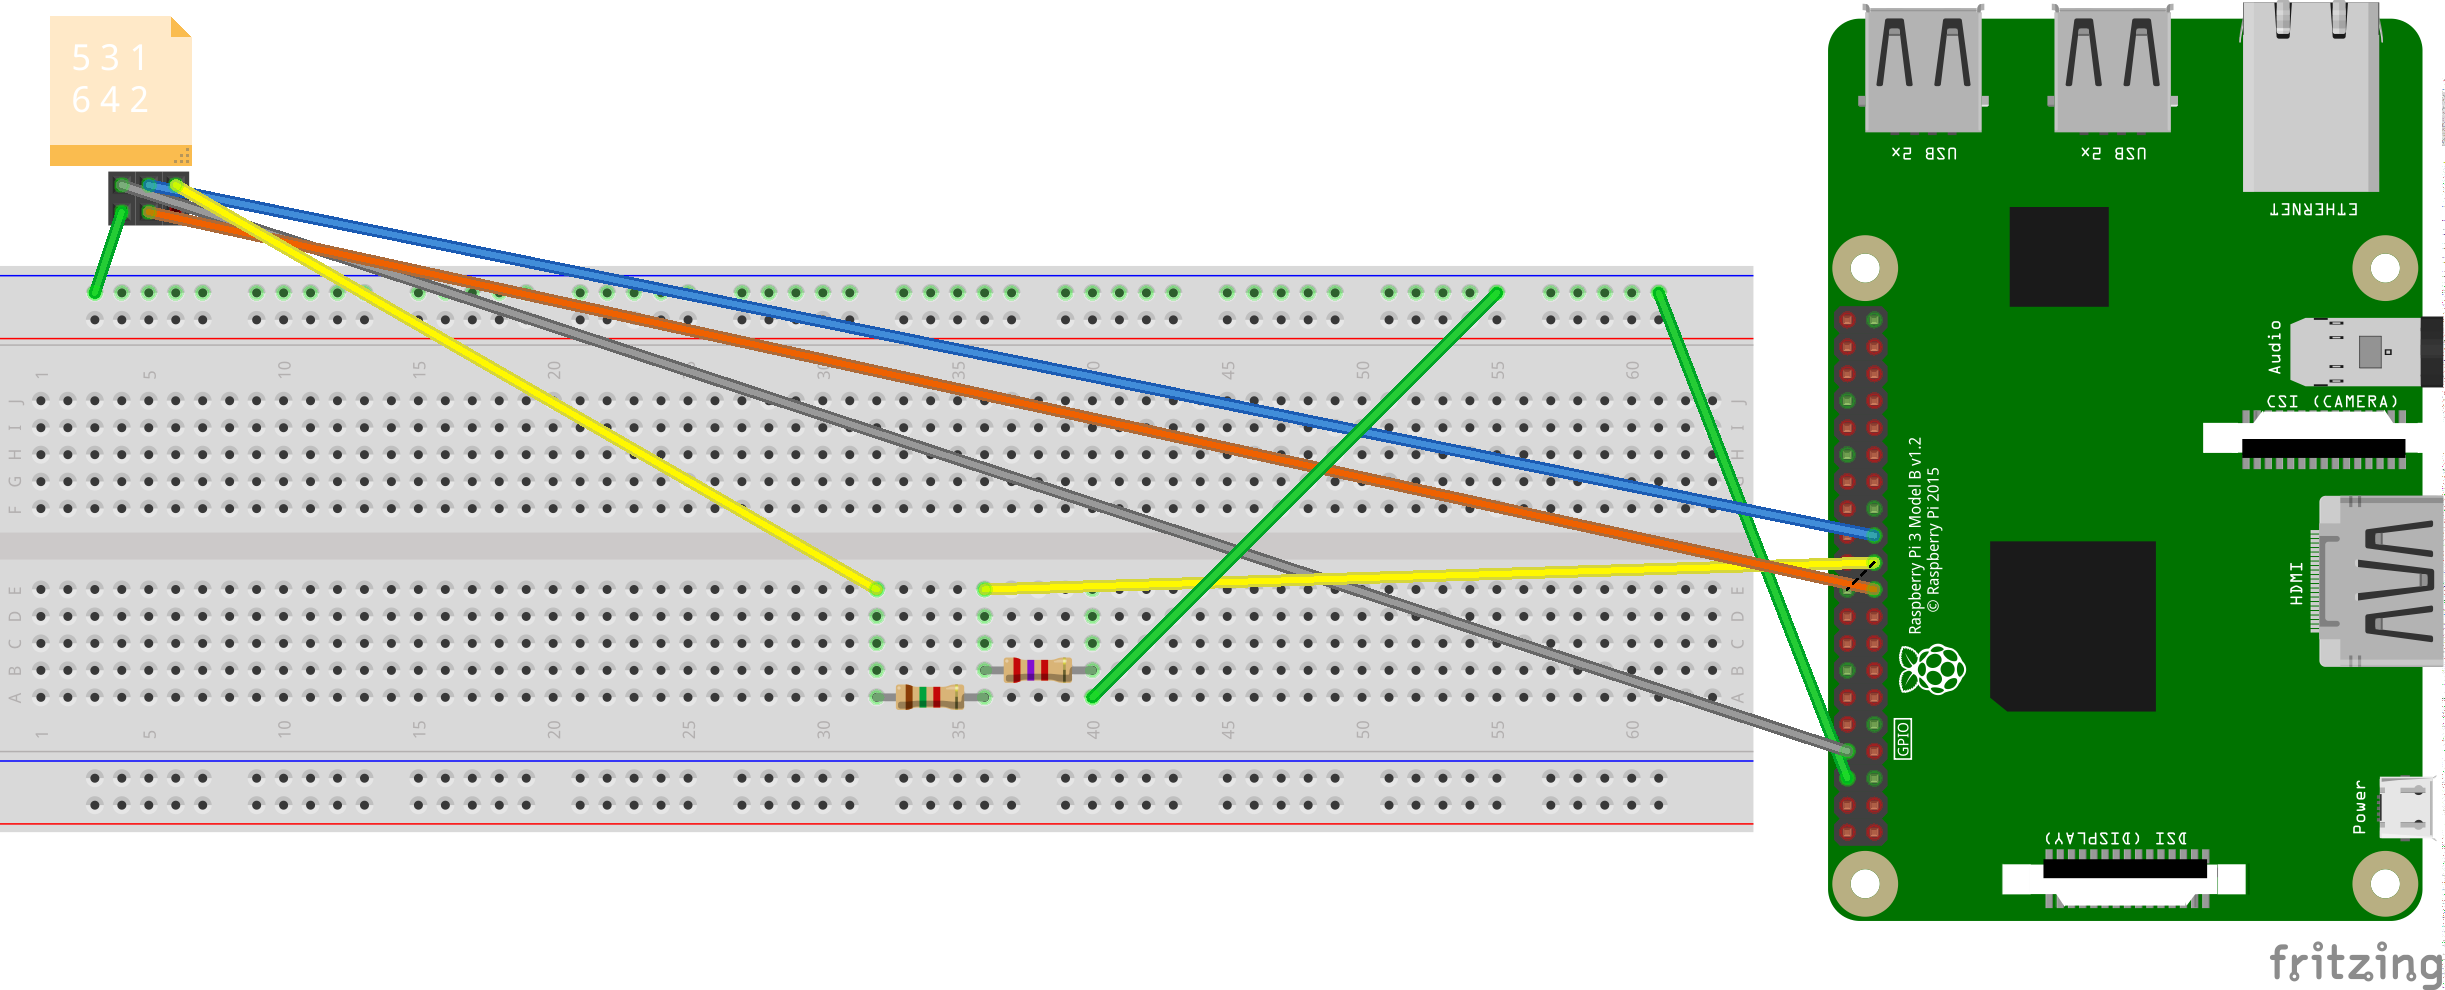 5 3 1
6 4 2
USB 2x
USB 2x
ETHERNET
Audio
CSI (CAMERA)
1 5 10 15 20 25 30 35 40 45 50 55 60
J
I
H
G
F
J
I
H
G
Raspberry Pi 3 Model B v1.2
© Raspberry Pi 2015
HDMI
E
D
C
B
A
E
D
C
B
A
1 5 10 15 20 25 30 35 40 45 50 55 60
GPIO
Power
DSI (DISPLAY)
fritzing